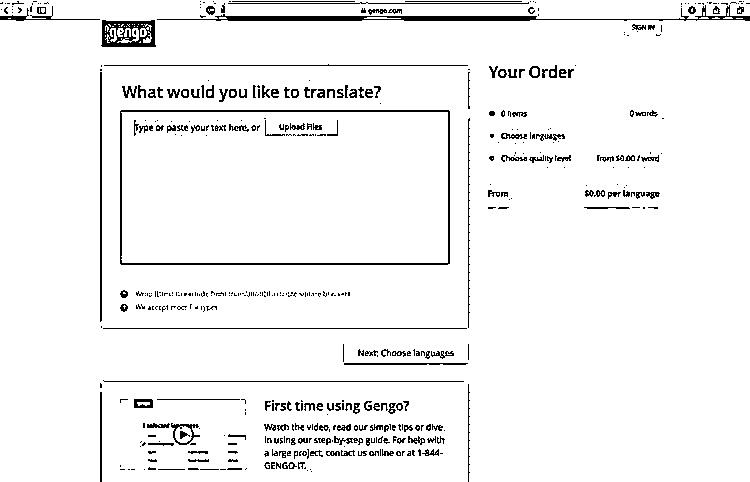 gengo.com
gengo
SIGN IN
What would you like to translate?
Type or paste your text here, or Upload Files
We accept most file types
Next: Choose languages
Your Order
0 items 0 words
Choose languages
Choose quality level from $0.00 / word
From $0.00 per language
First time using Gengo?
Watch the video, read our simple tips or dive
in using our step-by-step guide. For help with
a large project, contact us online or at 1-844-
GENGO-IT.